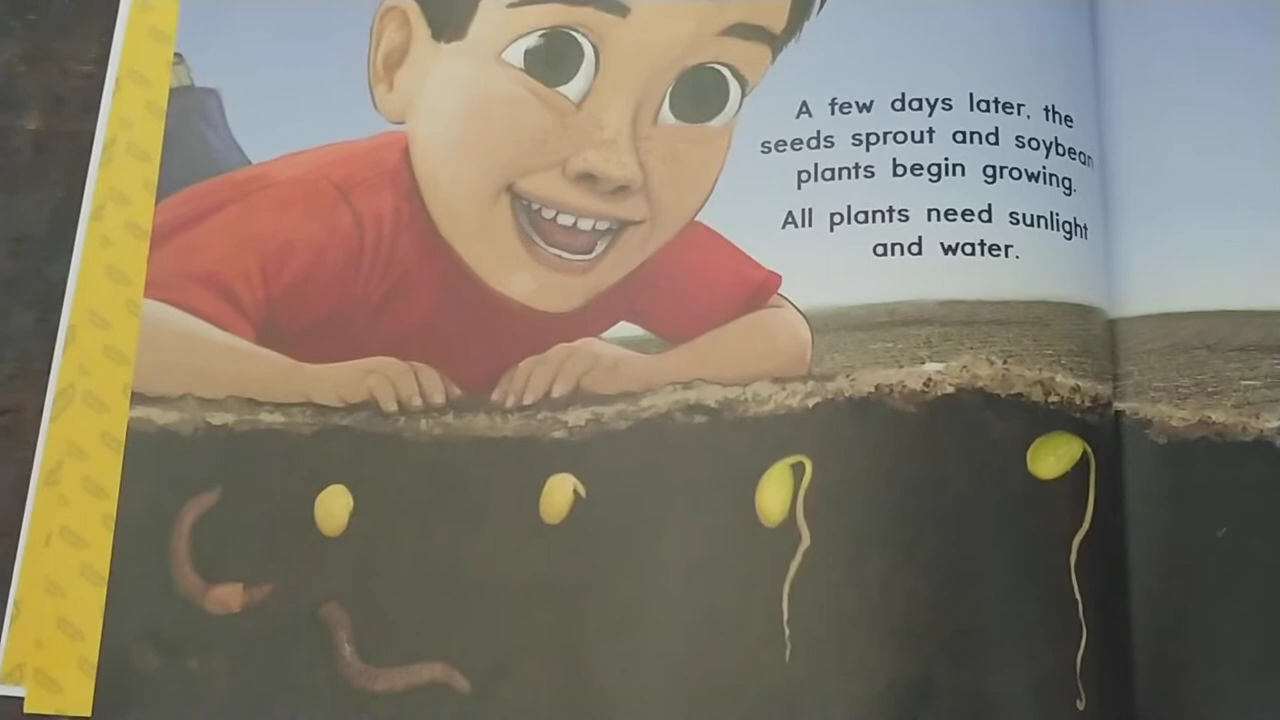 A few days later, the
seeds sprout and soybean
plants begin growing.
All plants need sunlight
and water.